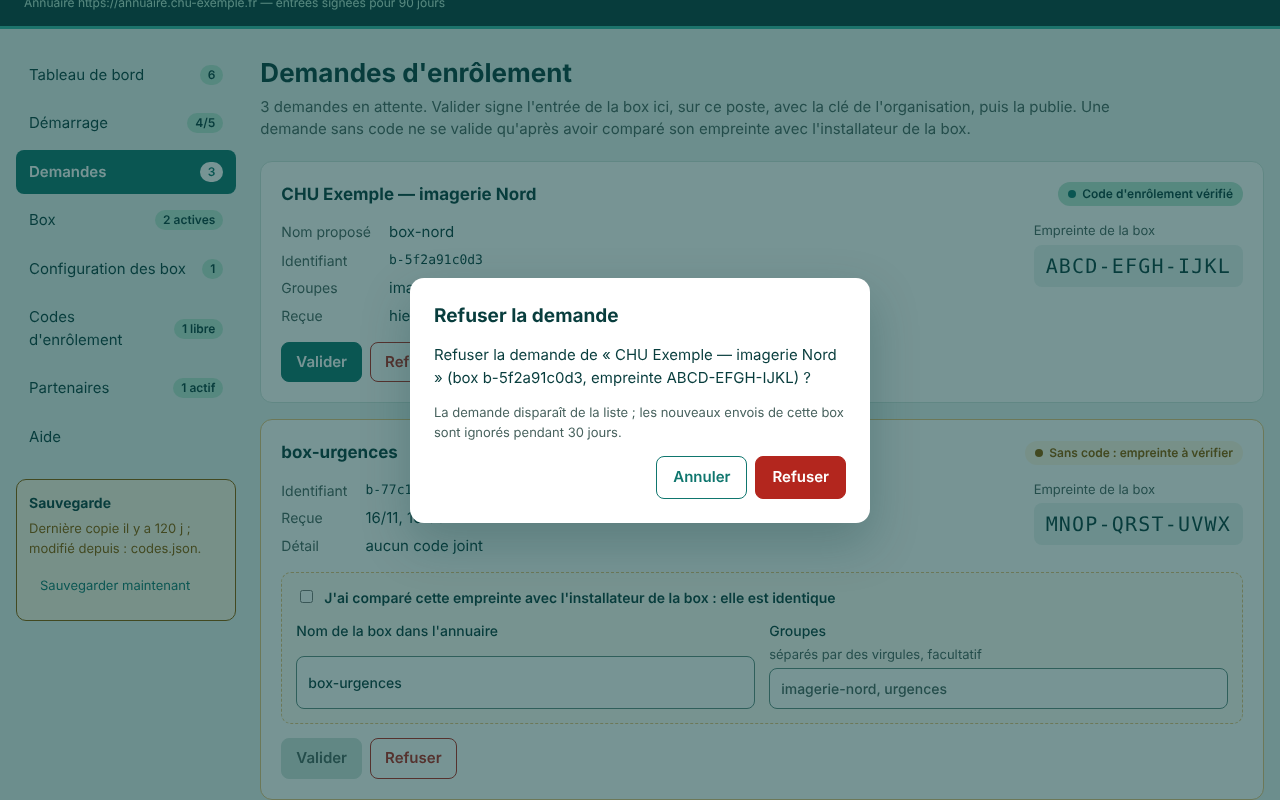 Annuaire https://annuaire.chu-exemple.fr — entrées signées pour 90 jours
Tableau de bord 6
Démarrage 4/5
Demandes 3
Box 2 actives
Configuration des box 1
Codes
d'enrôlement 1 libre
Partenaires 1 actif
Aide
Sauvegarde
Dernière copie il y a 120 j ;
modifié depuis : codes.json.
Sauvegarder maintenant
Demandes d'enrôlement
3 demandes en attente. Valider signe l'entrée de la box ici, sur ce poste, avec la clé de l'organisation, puis la publie. Une
demande sans code ne se valide qu'après avoir comparé son empreinte avec l'installateur de la box.
CHU Exemple — imagerie Nord
Code d'enrôlement vérifié
Nom proposé box-nord
Identifiant b-5f2a91c0d3
Groupes
Reçue
Empreinte de la box
ABCD-EFGH-IJKL
Valider
Refuser la demande
Refuser la demande de « CHU Exemple — imagerie Nord
» (box b-5f2a91c0d3, empreinte ABCD-EFGH-IJKL) ?
La demande disparaît de la liste ; les nouveaux envois de cette box
sont ignorés pendant 30 jours.
Annuler Refuser
box-urgences
Sans code : empreinte à vérifier
Identifiant
Reçue 16/11,
Détail aucun code joint
Empreinte de la box
MNOP-QRST-UVWX
J'ai comparé cette empreinte avec l'installateur de la box : elle est identique
Nom de la box dans l'annuaire
box-urgences
Groupes
séparés par des virgules, facultatif
imagerie-nord, urgences
Valider Refuser